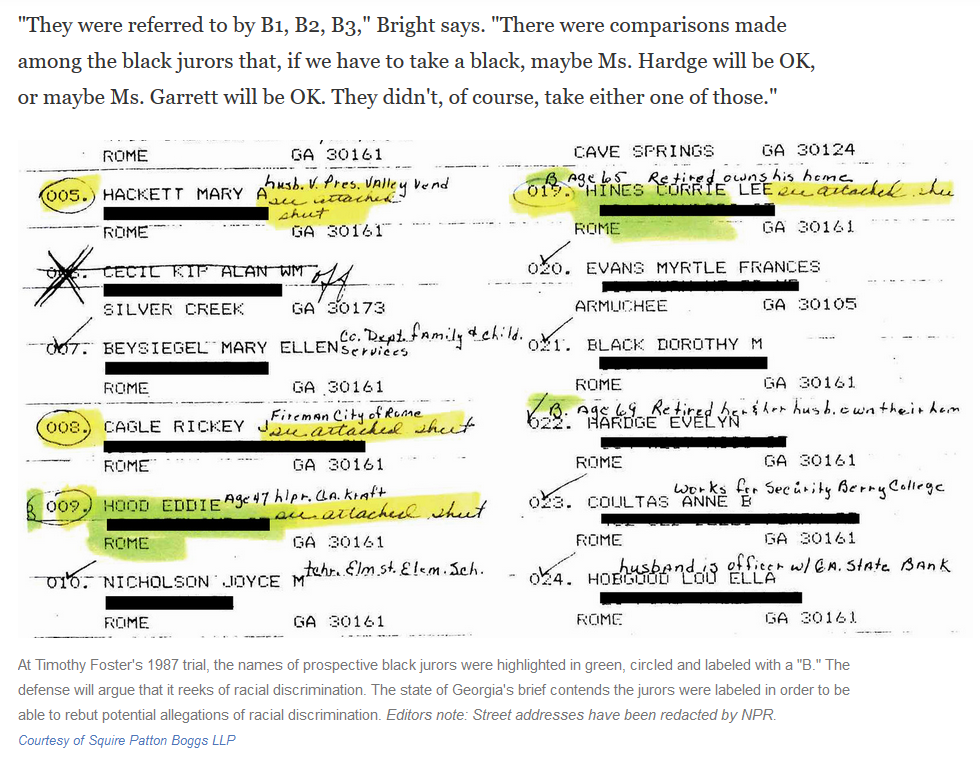 "They were referred to by B1, B2, B3," Bright says. "There were comparisons made
among the black jurors that, if we have to take a black, maybe Ms. Hardge will be OK,
or maybe Ms. Garrett will be OK. They didn't, of course, take either one of those."
ROME GA 30161
husb. V. Pres. Valley Vend
005. HACKETT MARY A see attached
sheet
ROME GA 30161
CECIL KIP ALAN WM off
SILVER CREEK GA 30173
Co. Dept. family & child.
007. BEYSIEGEL MARY ELLEN Services
ROME GA 30161
Fireman City of Rome
008. CAGLE RICKEY J see attached sheet
ROME GA 30161
Age 47 hlpr. GA. Kraft
B 009. HOOD EDDIE see attached sheet
ROME GA 30161
tchr. Elm st. Elem. Sch.
010. NICHOLSON JOYCE M
ROME GA 30161
CAVE SPRINGS GA 30124
B. Age 65 Retired owns his home
019. HINES CORRIE LEE see attached shee
ROME GA 30161
020. EVANS MYRTLE FRANCES
ARMUCHEE GA 30105
021. BLACK DOROTHY M
ROME GA 30161
B. Age 69 Retired her & her husb. own their hom
022. HARDGE EVELYN
ROME GA 30161
works for Security Berry College
023. COULTAS ANNE B
ROME GA 30161
husband is officer w/ GA. State Bank
024. HOBGOOD LOU ELLA
ROME GA 30161
At Timothy Foster's 1987 trial, the names of prospective black jurors were highlighted in green, circled and labeled with a "B." The
defense will argue that it reeks of racial discrimination. The state of Georgia's brief contends the jurors were labeled in order to be
able to rebut potential allegations of racial discrimination. Editors note: Street addresses have been redacted by NPR.
Courtesy of Squire Patton Boggs LLP